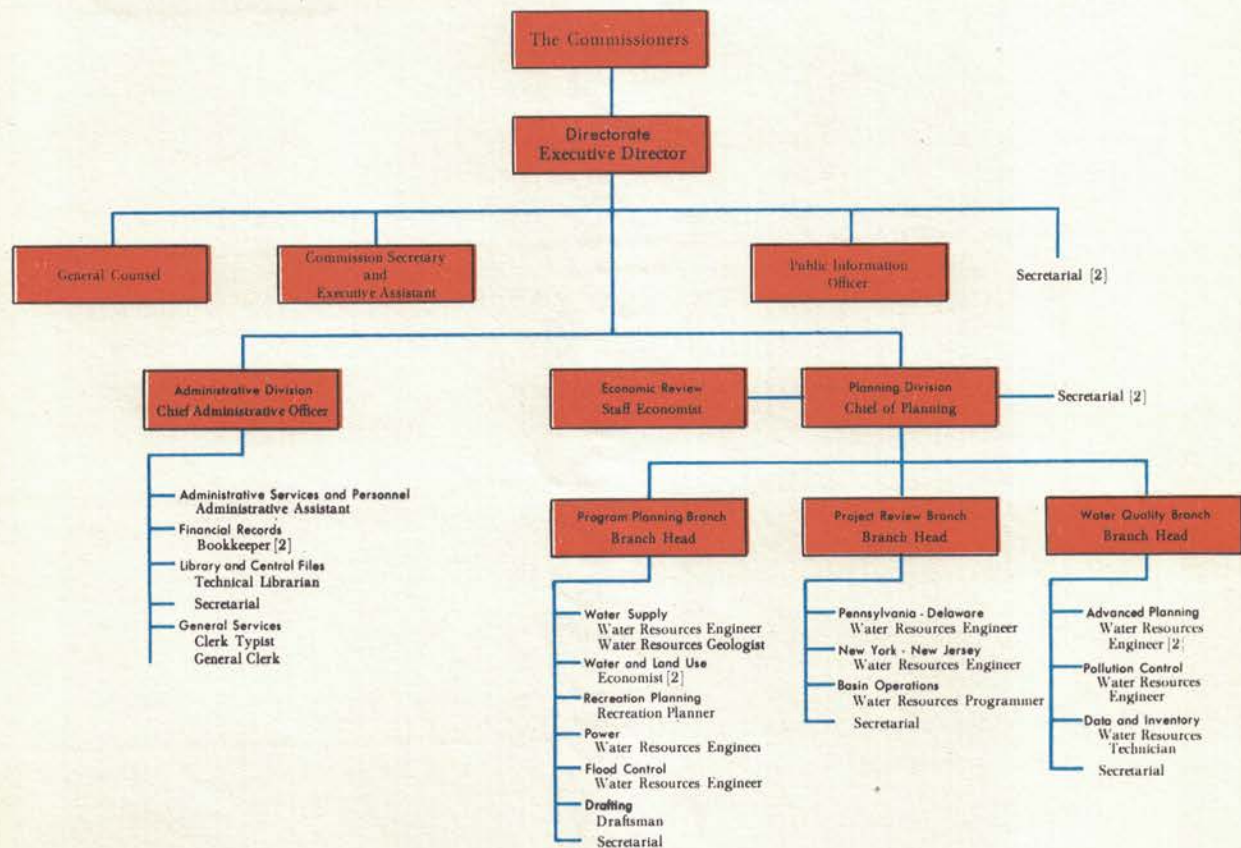 The Commissioners
Directorate
Executive Director
General Counsel
Commission Secretary
and
Executive Assistant
Public Information
Officer
Secretarial [2]
Administrative Division
Chief Administrative Officer
Economic Review
Staff Economist
Planning Division
Chief of Planning
Secretarial [2]
Administrative Services and Personnel
Administrative Assistant
Financial Records
Bookkeeper [2]
Library and Central Files
Technical Librarian
Secretarial
General Services
Clerk Typist
General Clerk
Program Planning Branch
Branch Head
Water Supply
Water Resources Engineer
Water Resources Geologist
Water and Land Use
Economist [2]
Recreation Planning
Recreation Planner
Power
Water Resources Engineer
Flood Control
Water Resources Engineer
Drafting
Draftsman
Secretarial
Project Review Branch
Branch Head
Pennsylvania - Delaware
Water Resources Engineer
New York - New Jersey
Water Resources Engineer
Basin Operations
Water Resources Programmer
Secretarial
Water Quality Branch
Branch Head
Advanced Planning
Water Resources
Engineer [2]
Pollution Control
Water Resources
Engineer
Data and Inventory
Water Resources
Technician
Secretarial